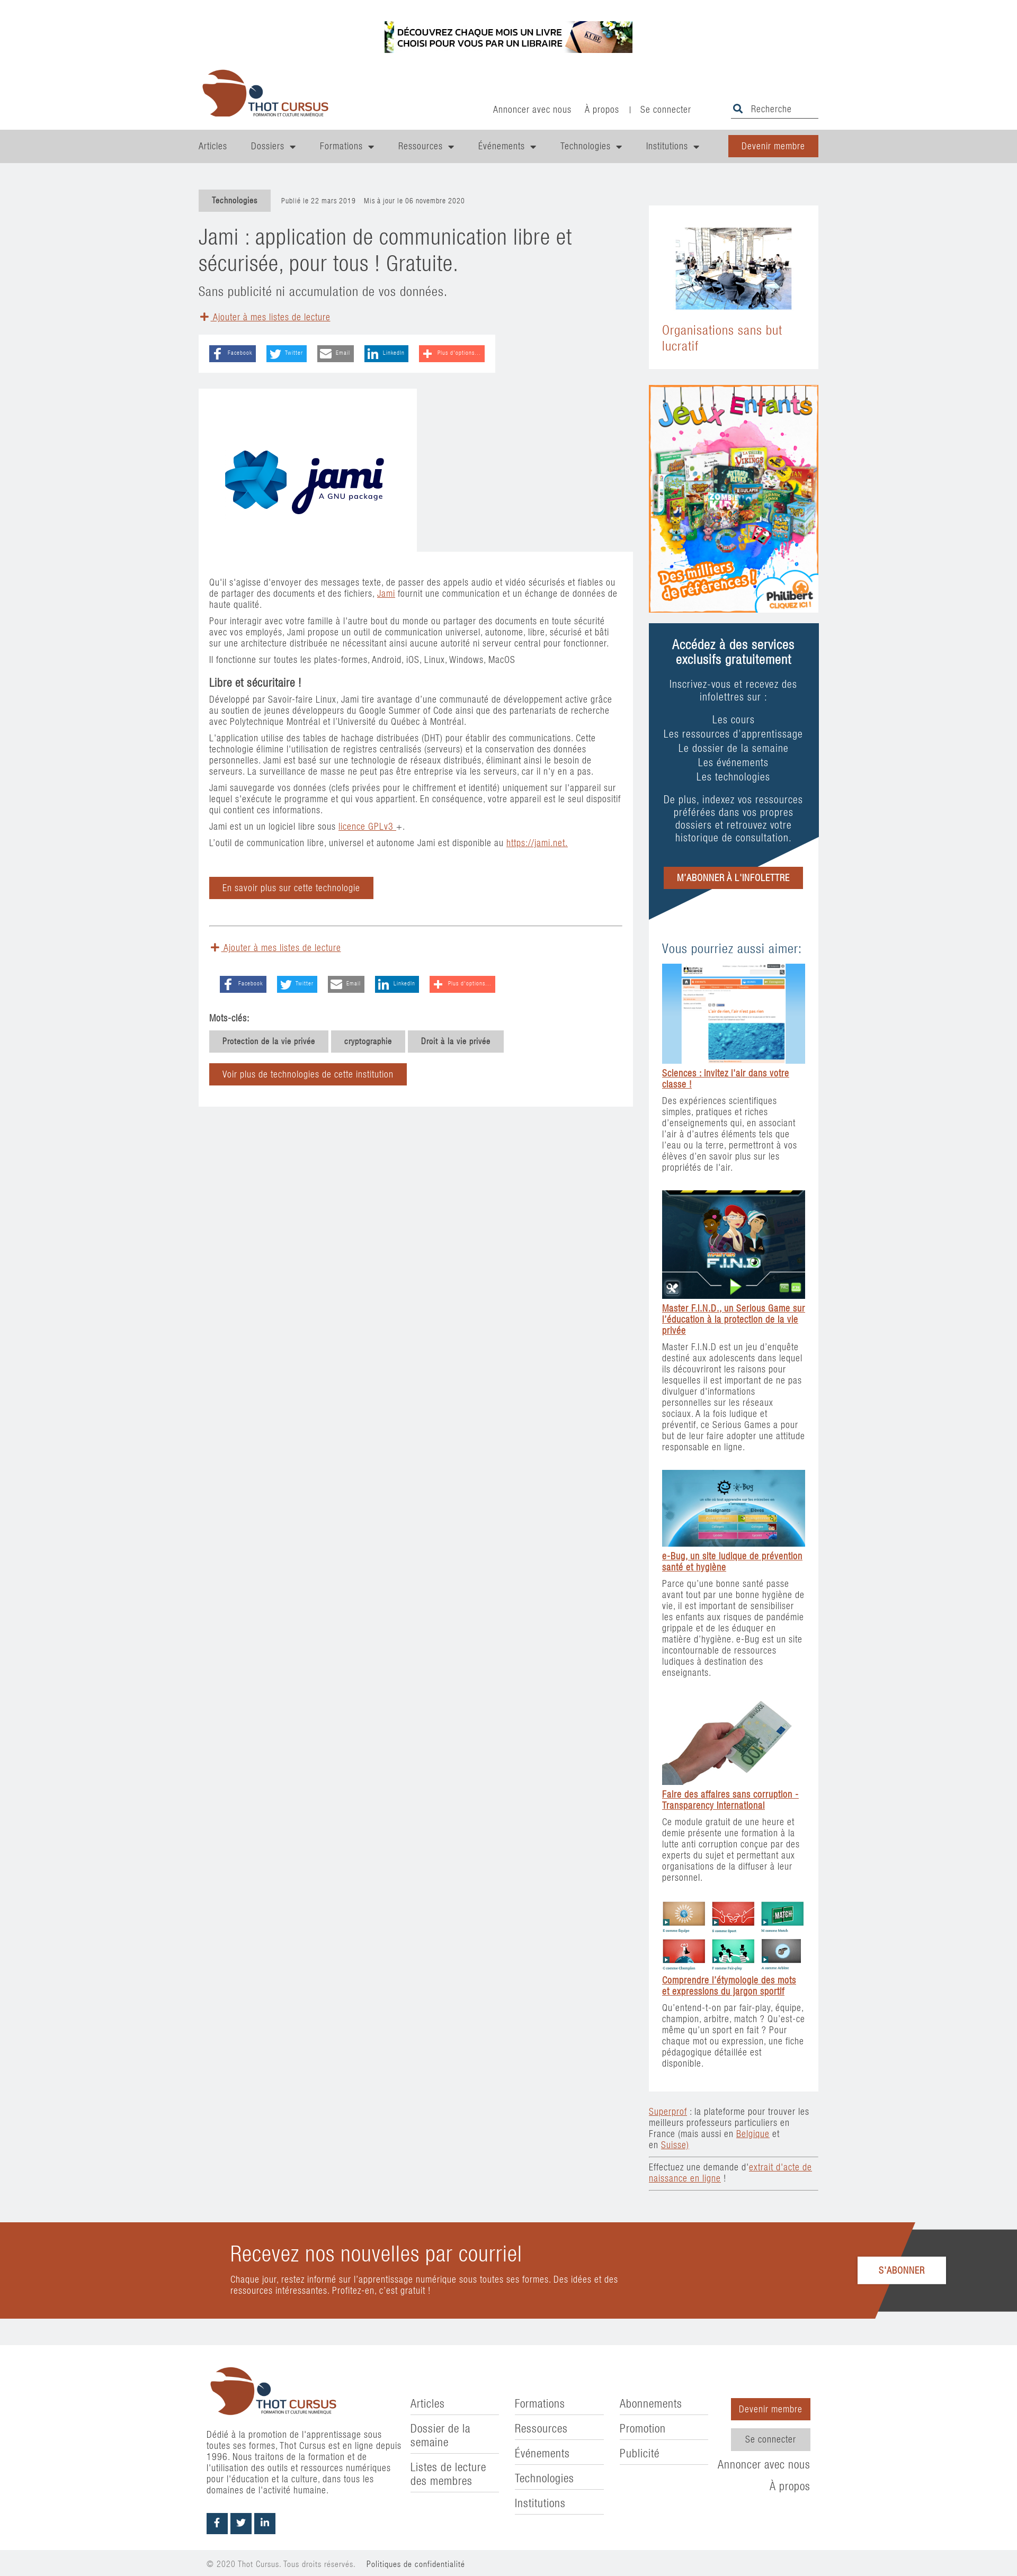 DÉCOUVREZ CHAQUE MOIS UN LIVRE
CHOISI POUR VOUS PAR UN LIBRAIRE
KUBE
THOT CURSUS
FORMATION ET CULTURE NUMÉRIQUE
Annoncer avec nous
À propos
|
Se connecter
Recherche
Articles
Dossiers
Formations
Ressources
Événements
Technologies
Institutions
Devenir membre
Technologies
Publié le 22 mars 2019
Mis à jour le 06 novembre 2020
Jami : application de communication libre et
sécurisée, pour tous ! Gratuite.
Sans publicité ni accumulation de vos données.
Ajouter à mes listes de lecture
Facebook
Twitter
Email
LinkedIn
Plus d'options...
jami
A GNU package
Qu'il s'agisse d'envoyer des messages texte, de passer des appels audio et vidéo sécurisés et fiables ou
de partager des documents et des fichiers, Jami fournit une communication et un échange de données de
haute qualité.
Pour interagir avec votre famille à l'autre bout du monde ou partager des documents en toute sécurité
avec vos employés, Jami propose un outil de communication universel, autonome, libre, sécurisé et bâti
sur une architecture distribuée ne nécessitant ainsi aucune autorité ni serveur central pour fonctionner.
Il fonctionne sur toutes les plates-formes, Android, iOS, Linux, Windows, MacOS
Libre et sécuritaire !
Développé par Savoir-faire Linux, Jami tire avantage d'une communauté de développement active grâce
au soutien de jeunes développeurs du Google Summer of Code ainsi que des partenariats de recherche
avec Polytechnique Montréal et l'Université du Québec à Montréal.
L'application utilise des tables de hachage distribuées (DHT) pour établir des communications. Cette
technologie élimine l'utilisation de registres centralisés (serveurs) et la conservation des données
personnelles. Jami est basé sur une technologie de réseaux distribués, éliminant ainsi le besoin de
serveurs. La surveillance de masse ne peut pas être entreprise via les serveurs, car il n'y en a pas.
Jami sauvegarde vos données (clefs privées pour le chiffrement et identité) uniquement sur l'appareil sur
lequel s'exécute le programme et qui vous appartient. En conséquence, votre appareil est le seul dispositif
qui contient ces informations.
Jami est un un logiciel libre sous licence GPLv3 +.
L'outil de communication libre, universel et autonome Jami est disponible au https://jami.net.
En savoir plus sur cette technologie
Ajouter à mes listes de lecture
Facebook
Twitter
Email
LinkedIn
Plus d'options...
Mots-clés:
Protection de la vie privée
cryptographie
Droit à la vie privée
Voir plus de technologies de cette institution
Organisations sans but
lucratif
Jeux Enfants
Des milliers
de références !
Philibert
CLIQUEZ ICI !
Accédez à des services
exclusifs gratuitement
Inscrivez-vous et recevez des
infolettres sur :
Les cours
Les ressources d'apprentissage
Le dossier de la semaine
Les événements
Les technologies
De plus, indexez vos ressources
préférées dans vos propres
dossiers et retrouvez votre
historique de consultation.
M'ABONNER À L'INFOLETTRE
Vous pourriez aussi aimer:
Sciences : invitez l'air dans votre
classe !
Des expériences scientifiques
simples, pratiques et riches
d'enseignements qui, en associant
l'air à d'autres éléments tels que
l'eau ou la terre, permettront à vos
élèves d'en savoir plus sur les
propriétés de l'air.
MASTER
F.I.N.D
Master F.I.N.D., un Serious Game sur
l'éducation à la protection de la vie
privée
Master F.I.N.D est un jeu d'enquête
destiné aux adolescents dans lequel
ils découvriront les raisons pour
lesquelles il est important de ne pas
divulguer d'informations
personnelles sur les réseaux
sociaux. A la fois ludique et
préventif, ce Serious Games a pour
but de leur faire adopter une attitude
responsable en ligne.
e-Bug
e-Bug, un site ludique de prévention
santé et hygiène
Parce qu'une bonne santé passe
avant tout par une bonne hygiène de
vie, il est important de sensibiliser
les enfants aux risques de pandémie
grippale et de les éduquer en
matière d'hygiène. e-Bug est un site
incontournable de ressources
ludiques à destination des
enseignants.
100
Faire des affaires sans corruption -
Transparency International
Ce module gratuit de une heure et
demie présente une formation à la
lutte anti corruption conçue par des
experts du sujet et permettant aux
organisations de la diffuser à leur
personnel.
MATCH
Comprendre l'étymologie des mots
et expressions du jargon sportif
Qu'entend-t-on par fair-play, équipe,
champion, arbitre, match ? Qu'est-ce
même qu'un sport en fait ? Pour
chaque mot ou expression, une fiche
pédagogique détaillée est
disponible.
Superprof : la plateforme pour trouver les
meilleurs professeurs particuliers en
France (mais aussi en Belgique et
en Suisse)
Effectuez une demande d'extrait d'acte de
naissance en ligne !
Recevez nos nouvelles par courriel
Chaque jour, restez informé sur l'apprentissage numérique sous toutes ses formes. Des idées et des
ressources intéressantes. Profitez-en, c'est gratuit !
S'ABONNER
THOT CURSUS
FORMATION ET CULTURE NUMÉRIQUE
Dédié à la promotion de l'apprentissage sous
toutes ses formes, Thot Cursus est en ligne depuis
1996. Nous traitons de la formation et de
l'utilisation des outils et ressources numériques
pour l'éducation et la culture, dans tous les
domaines de l'activité humaine.
Articles
Dossier de la
semaine
Listes de lecture
des membres
Formations
Ressources
Événements
Technologies
Institutions
Abonnements
Promotion
Publicité
Devenir membre
Se connecter
Annoncer avec nous
À propos
© 2020 Thot Cursus. Tous droits réservés.
Politiques de confidentialité